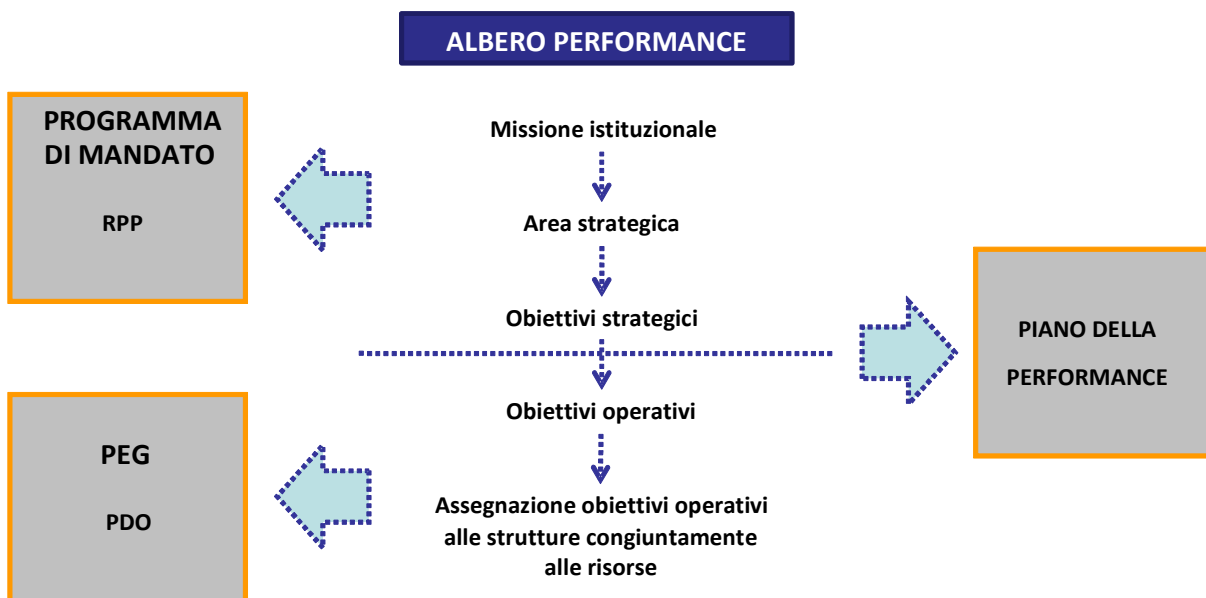 ALBERO PERFORMANCE
PROGRAMMA
DI MANDATO
RPP
Missione istituzionale
Area strategica
Obiettivi strategici
PIANO DELLA
PERFORMANCE
Obiettivi operativi
PEG
PDO
Assegnazione obiettivi operativi
alle strutture congiuntamente
alle risorse